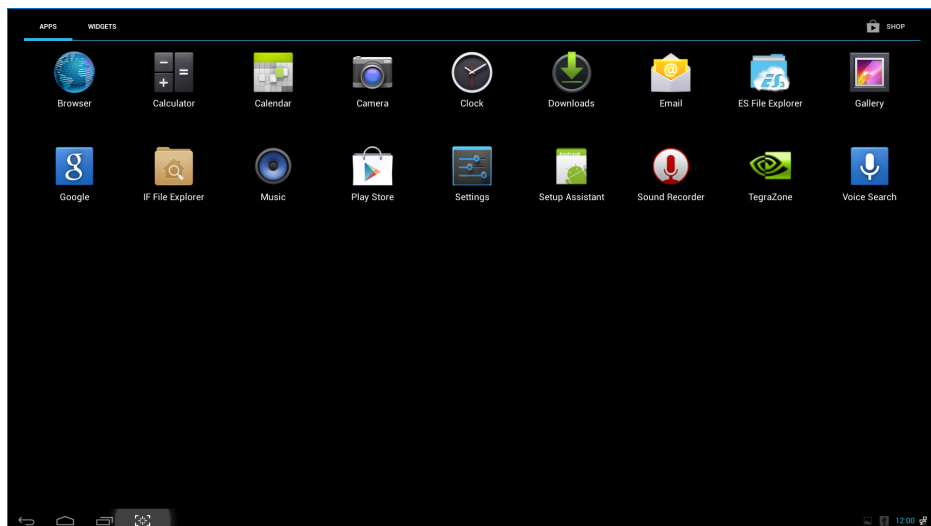 APPS WIDGETS SHOP
Browser Calculator Calendar Camera Clock Downloads Email ES File Explorer Gallery
Google IF File Explorer Music Play Store Settings Setup Assistant Sound Recorder TegraZone Voice Search
12:00